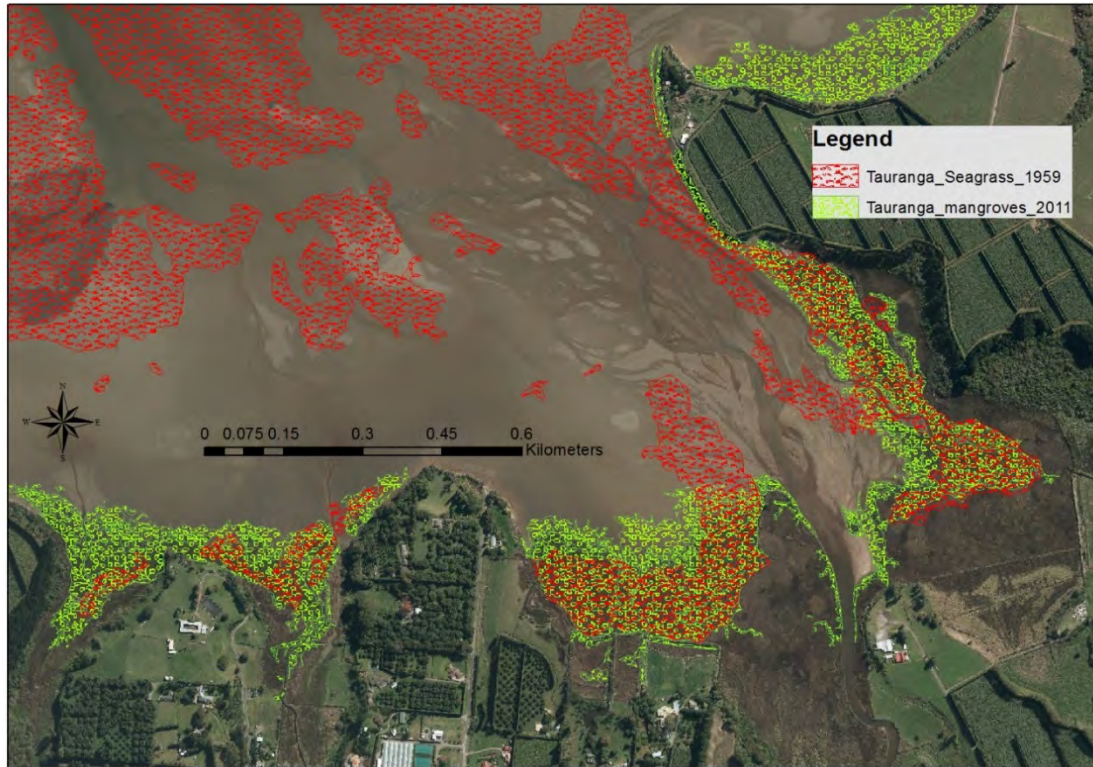 Legend
Tauranga_Seagrass_1959
Tauranga_mangroves_2011
N
W E
S
0 0.075 0.15 0.3 0.45 0.6
Kilometers